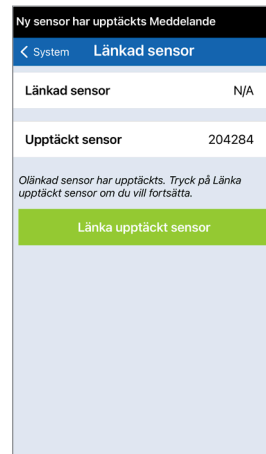 Ny sensor har upptäckts Meddelande
System Länkad sensor
Länkad sensor N/A
Upptäckt sensor 204284
Olänkad sensor har upptäckts. Tryck på Länka
upptäckt sensor om du vill fortsätta.
Länka upptäckt sensor